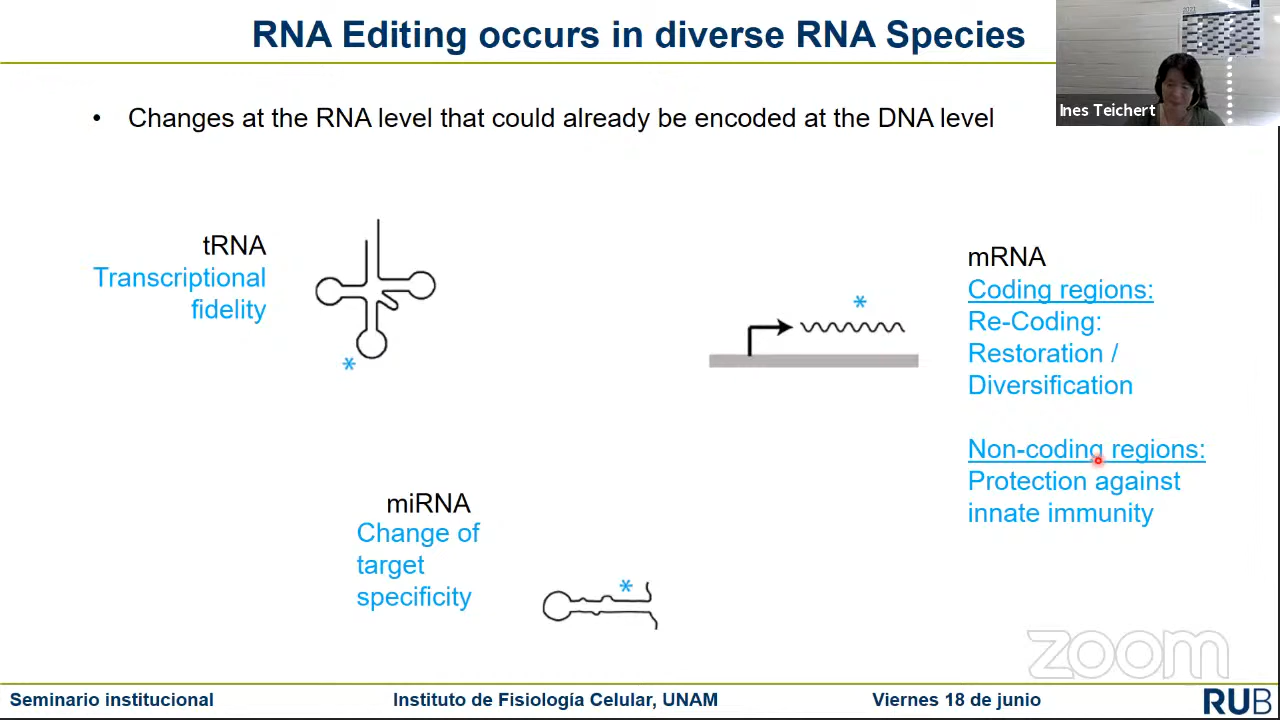 RNA Editing occurs in diverse RNA Species
Ines Teichert
• Changes at the RNA level that could already be encoded at the DNA level
tRNA
Transcriptional
fidelity
*
*
mRNA
Coding regions:
Re-Coding:
Restoration /
Diversification
Non-coding regions:
Protection against
innate immunity
miRNA
Change of
target
specificity
*
zoom
Seminario institucional
Instituto de Fisiología Celular, UNAM
Viernes 18 de junio
RUB